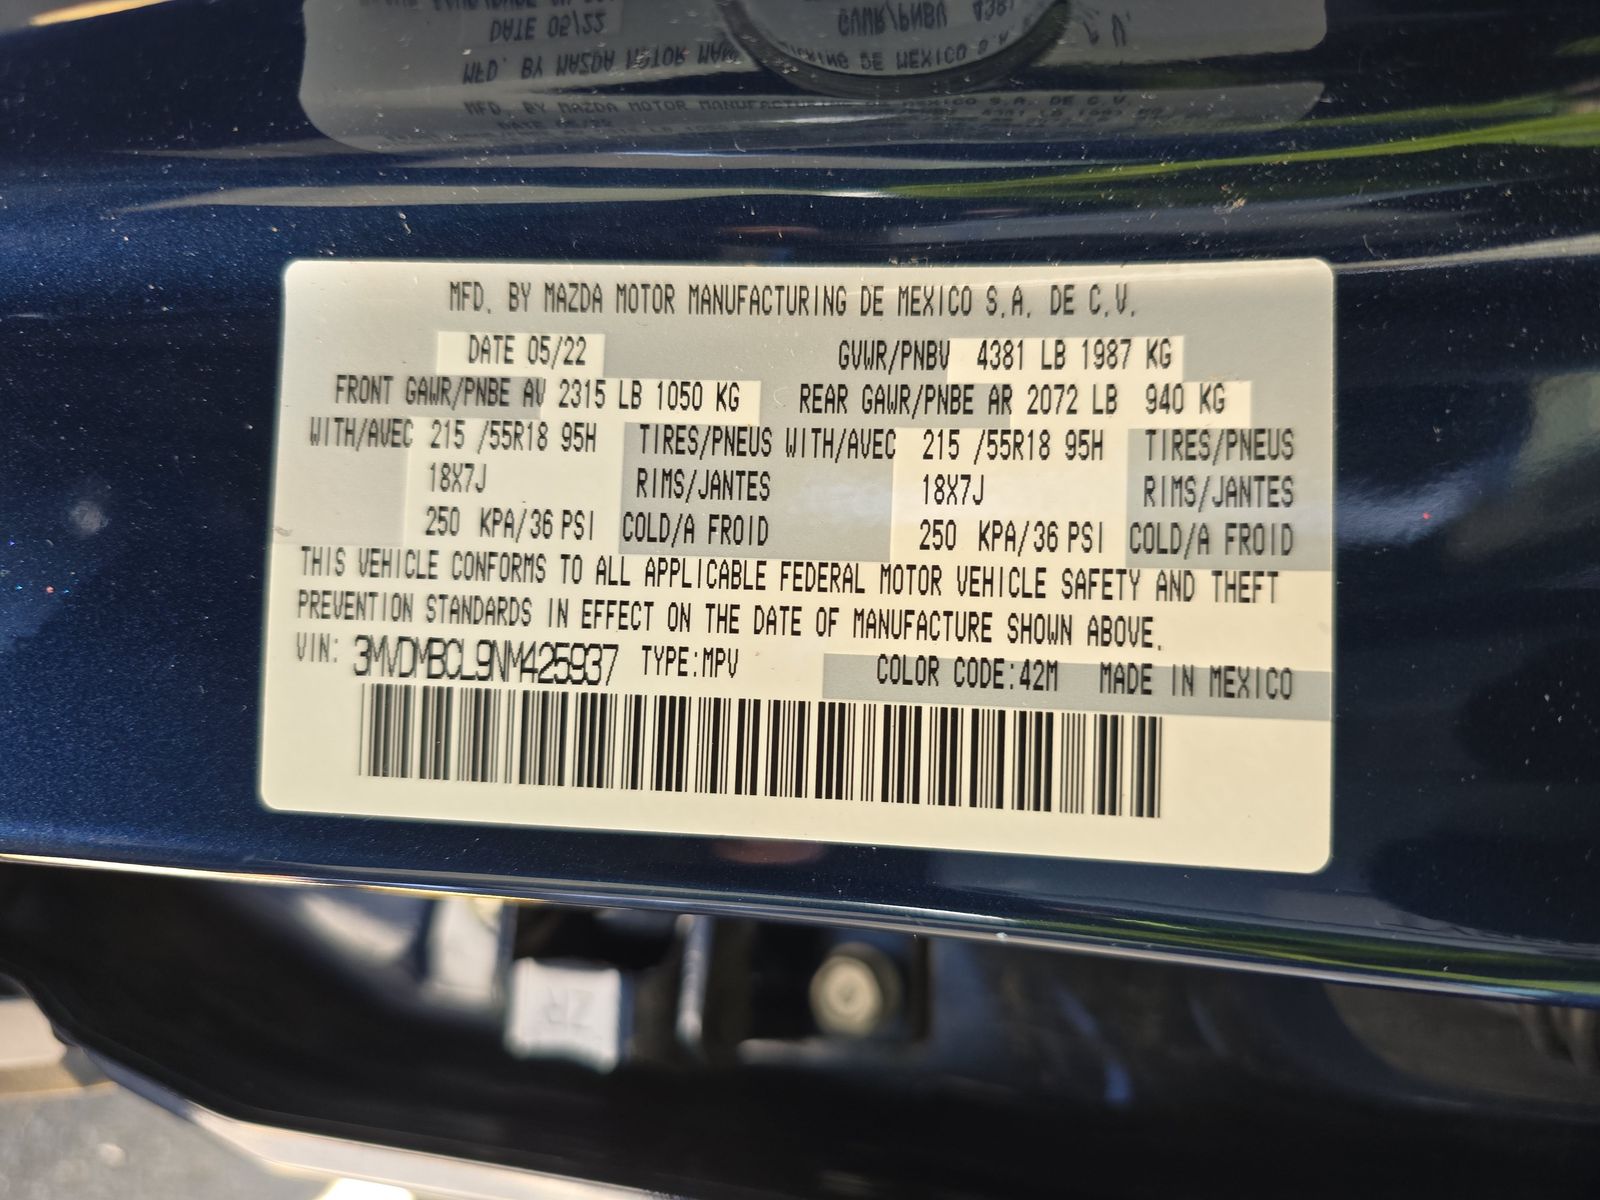 MFD. BY MAZDA MOTOR MANUFACTURING DE MEXICO S.A. DE C.V.
DATE 05/22 GVWR/PNBV 4381 LB 1987 KG
FRONT GAWR/PNBE AV 2315 LB 1050 KG REAR GAWR/PNBE AR 2072 LB 940 KG
WITH/AVEC 215 /55R18 95H TIRES/PNEUS WITH/AVEC 215 /55R18 95H TIRES/PNEUS
18X7J RIMS/JANTES 18X7J RIMS/JANTES
250 KPA/36 PSI COLD/A FROID 250 KPA/36 PSI COLD/A FROID
THIS VEHICLE CONFORMS TO ALL APPLICABLE FEDERAL MOTOR VEHICLE SAFETY AND THEFT
PREVENTION STANDARDS IN EFFECT ON THE DATE OF MANUFACTURE SHOWN ABOVE.
VIN: 3MVDMBCL9NM425937 TYPE:MPV COLOR CODE:42M MADE IN MEXICO